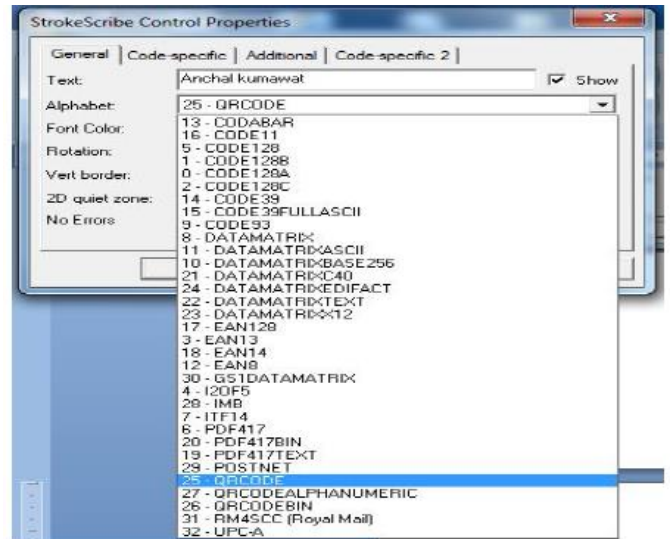 StrokeScribe Control Properties
General | Code-specific | Additional | Code-specific 2
Text: Anchal kumawat Show
Alphabet: 25 - QRCODE
Font Color:
Rotation:
Vert border:
2D quiet zone:
No Errors
13 - CODABAR
16 - CODE11
5 - CODE128
1 - CODE128B
0 - CODE128A
2 - CODE128C
14 - CODE39
15 - CODE39FULLASCII
9 - CODE93
8 - DATAMATRIX
11 - DATAMATRIXASCII
10 - DATAMATRIXBASE256
21 - DATAMATRIXC40
24 - DATAMATRIXEDIFACT
22 - DATAMATRIXTEXT
23 - DATAMATRIXX12
17 - EAN128
3 - EAN13
18 - EAN14
12 - EAN8
30 - GS1DATAMATRIX
4 - I2OF5
28 - IMB
7 - ITF14
6 - PDF417
20 - PDF417BIN
19 - PDF417TEXT
29 - POSTNET
25 - QRCODE
27 - QRCODEALPHANUMERIC
26 - QRCODEBIN
31 - RM4SCC (Royal Mail)
32 - UPC-A